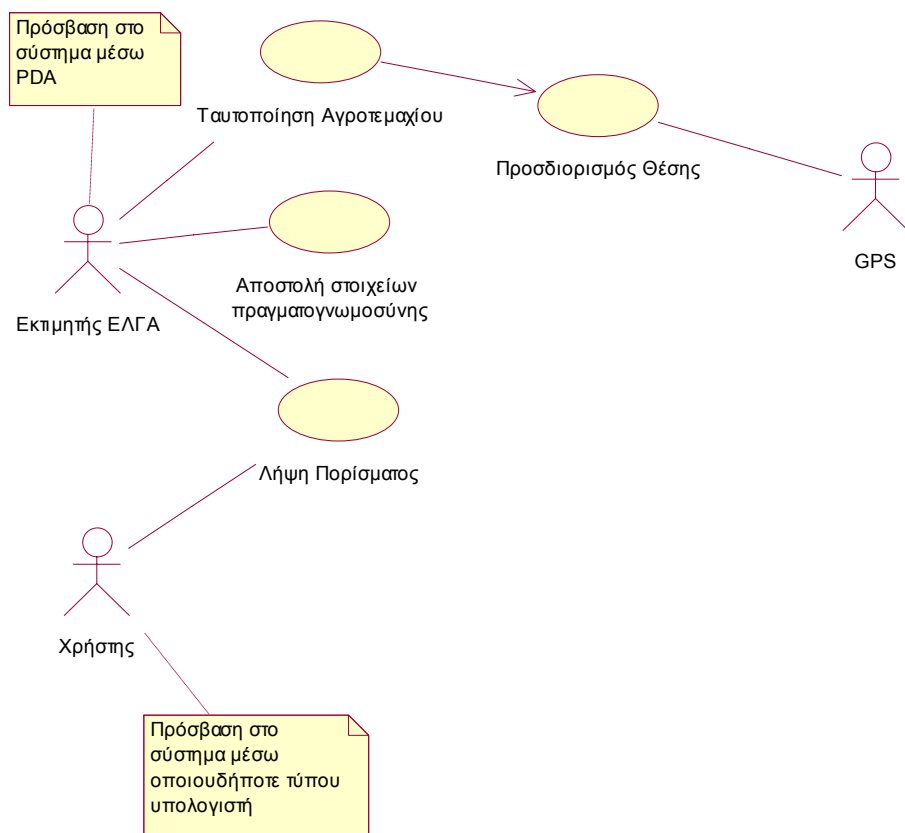 Πρόσβαση στο
σύστημα μέσω
PDA
Ταυτοποίηση Αγροτεμαχίου
Προσδιορισμός Θέσης
GPS
Αποστολή στοιχείων
πραγματογνωμοσύνης
Εκτιμητής ΕΛΓΑ
Λήψη Πορίσματος
Χρήστης
Πρόσβαση στο
σύστημα μέσω
οποιουδήποτε τύπου
υπολογιστή